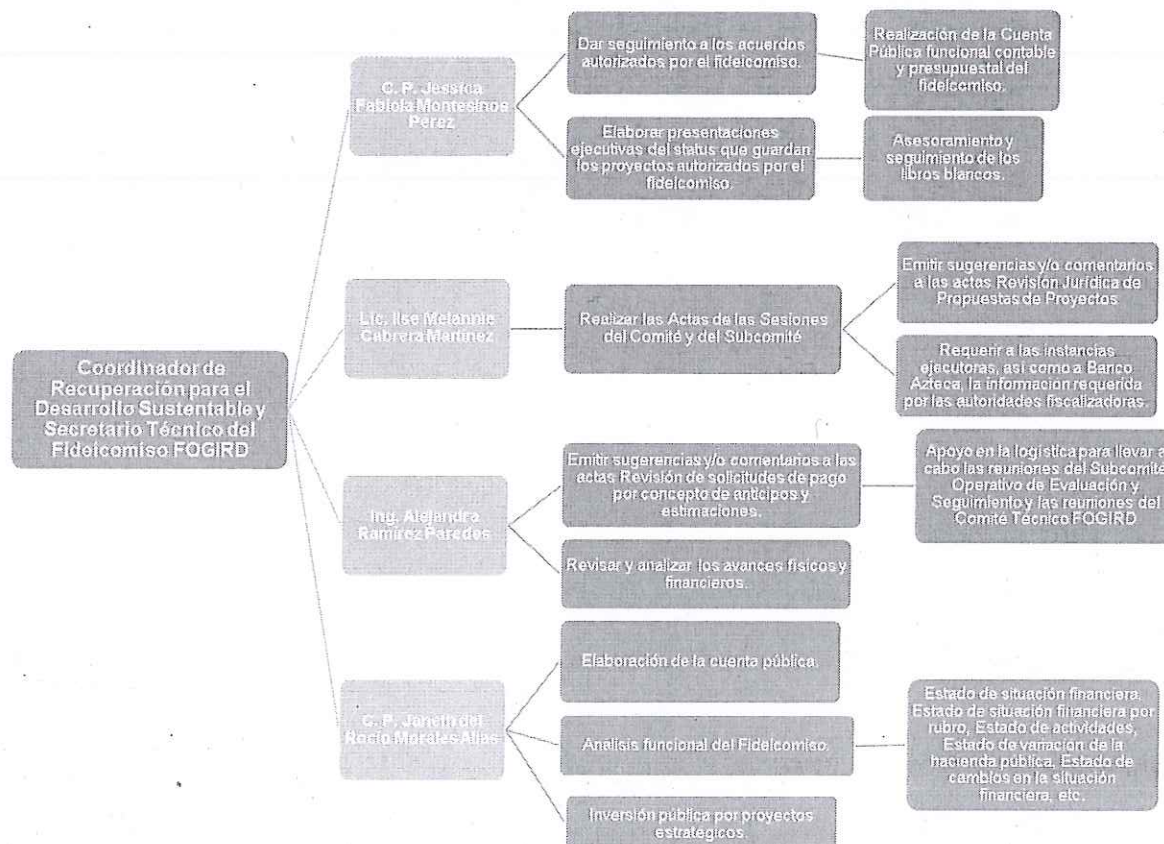 Coordinador de
Recuperación para el
Desarrollo Sustentable y
Secretario Técnico del
Fideicomiso FOGIRD
C. P. Jessica
Fabiola Montesinos
Pérez
Dar seguimiento a los acuerdos
autorizados por el fideicomiso.
Realización de la Cuenta
Pública funcional contable
y presupuestal del
fideicomiso.
Elaborar presentaciones
ejecutivas del status que guardan
los proyectos autorizados por el
fideicomiso.
Asesoramiento y
seguimiento de los
libros blancos.
Lic. Ilse Melannie
Cabrera Martínez
Realizar las Actas de las Sesiones
del Comité y del Subcomité
Emitir sugerencias y/o comentarios
a las actas Revisión Jurídica de
Propuestas de Proyectos
Requerir a las instancias
ejecutoras, así como a Banco
Azteca, la información requerida
por las autoridades fiscalizadoras.
Ing. Alejandra
Ramírez Paredes
Emitir sugerencias y/o comentarios a las
actas Revisión de solicitudes de pago
por concepto de anticipos y
estimaciones.
Apoyo en la logística para llevar a
cabo las reuniones del Subcomité
Operativo de Evaluación y
Seguimiento y las reuniones del
Comité Técnico FOGIRD
Revisar y analizar los avances físicos y
financieros.
C. P. Janeth del
Rocío Morales Alías
Elaboración de la cuenta pública.
Análisis funcional del Fideicomiso.
Estado de situación financiera,
Estado de situación financiera por
rubro, Estado de actividades,
Estado de variación de la
hacienda pública, Estado de
cambios en la situación
financiera, etc.
Inversión pública por proyectos
estrategicos.